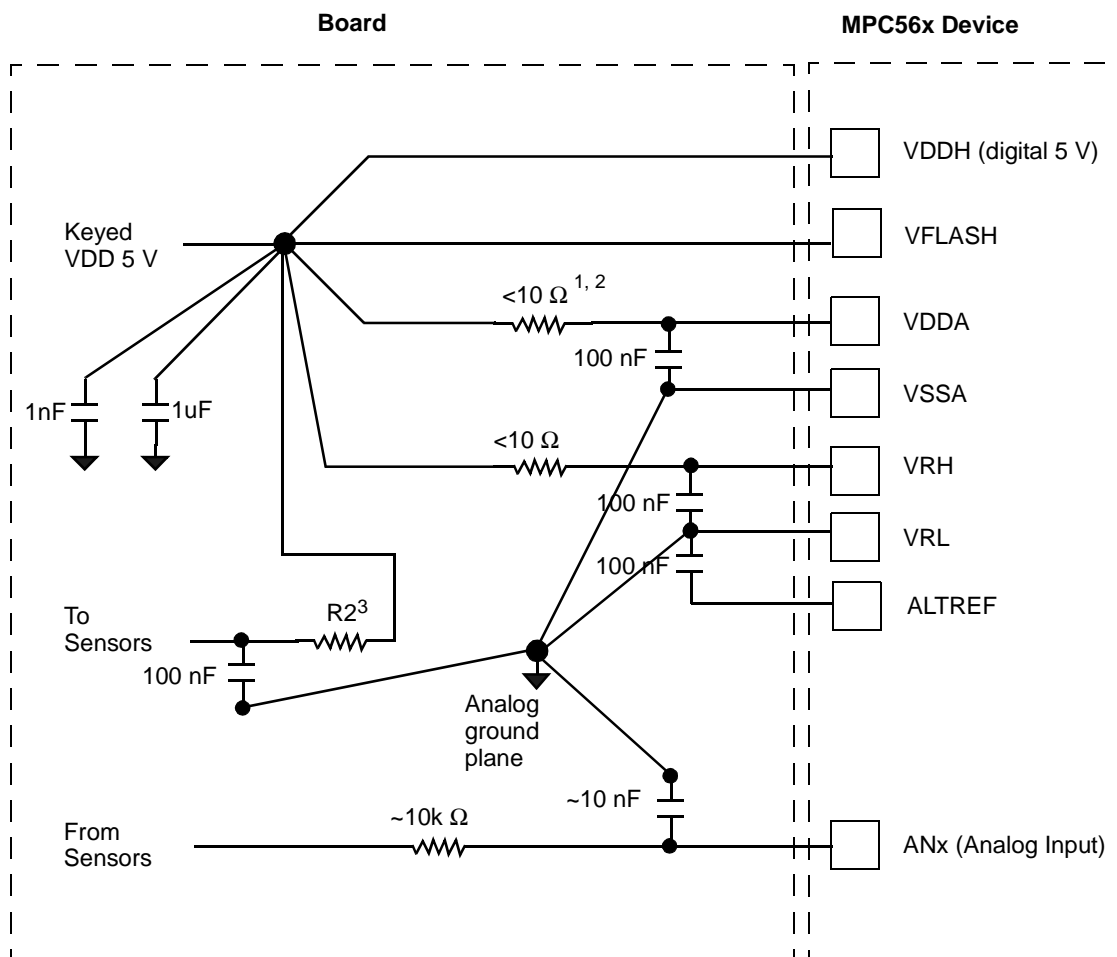 Board
MPC56x Device
VDDH (digital 5 V)
Keyed
VDD 5 V
VFLASH
<10 Ω 1, 2
VDDA
100 nF
1nF
1uF
VSSA
<10 Ω
VRH
100 nF
VRL
100 nF
ALTREF
To
Sensors
R2³
100 nF
Analog
ground
plane
~10 nF
~10k Ω
From
Sensors
ANx (Analog Input)